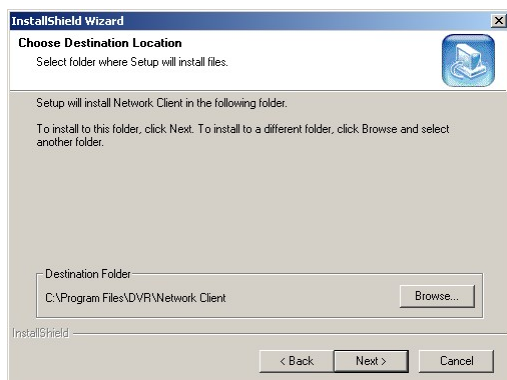 InstallShield Wizard
Choose Destination Location
Select folder where Setup will install files.
Setup will install Network Client in the following folder.
To install to this folder, click Next. To install to a different folder, click Browse and select
another folder.
Destination Folder
C:\Program Files\DVR\Network Client
Browse...
InstallShield
< Back
Next >
Cancel